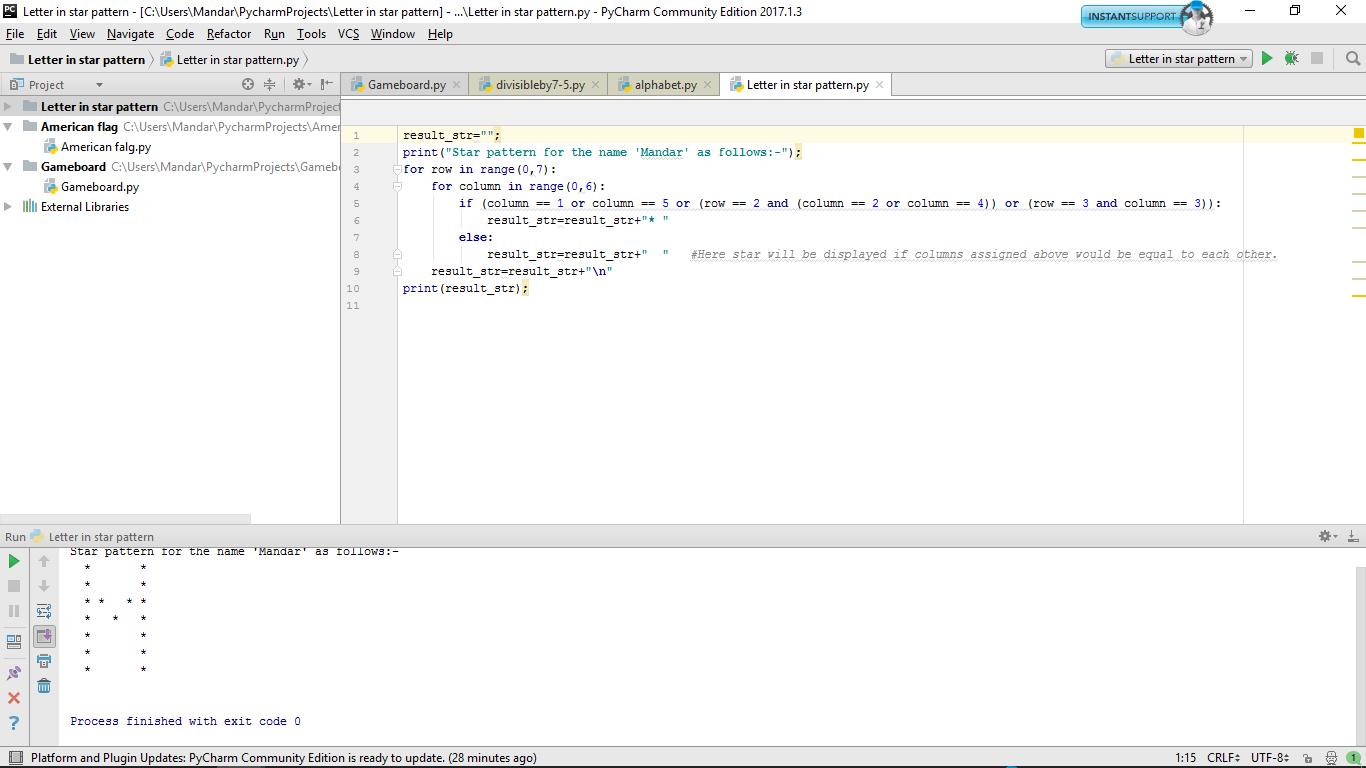 Letter in star pattern - [C:\Users\Mandar\PycharmProjects\Letter in star pattern] - ...\Letter in star pattern.py - PyCharm Community Edition 2017.1.3
INSTANTSUPPORT
File Edit View Navigate Code Refactor Run Tools VCS Window Help
Letter in star pattern Letter in star pattern.py
Letter in star pattern
Project
Gameboard.py divisibleby7-5.py alphabet.py Letter in star pattern.py
Letter in star pattern C:\Users\Mandar\PycharmProject
American flag C:\Users\Mandar\PycharmProjects\Amer
American falg.py
Gameboard C:\Users\Mandar\PycharmProjects\Gameb
Gameboard.py
External Libraries
1 result_str="";
2 print("Star pattern for the name 'Mandar' as follows:-");
3 for row in range(0,7):
4     for column in range(0,6):
5         if (column == 1 or column == 5 or (row == 2 and (column == 2 or column == 4)) or (row == 3 and column == 3)):
6             result_str=result_str+"* "
7         else:
8             result_str=result_str+"  "   #Here star will be displayed if columns assigned above would be equal to each other.
9     result_str=result_str+"\n"
10 print(result_str);
11
Run Letter in star pattern
Star pattern for the name 'Mandar' as follows:-
  *       *
  *       *
  * *   * *
  *   *   *
  *       *
  *       *
  *       *
Process finished with exit code 0
Platform and Plugin Updates: PyCharm Community Edition is ready to update. (28 minutes ago)
1:15 CRLF UTF-8 1